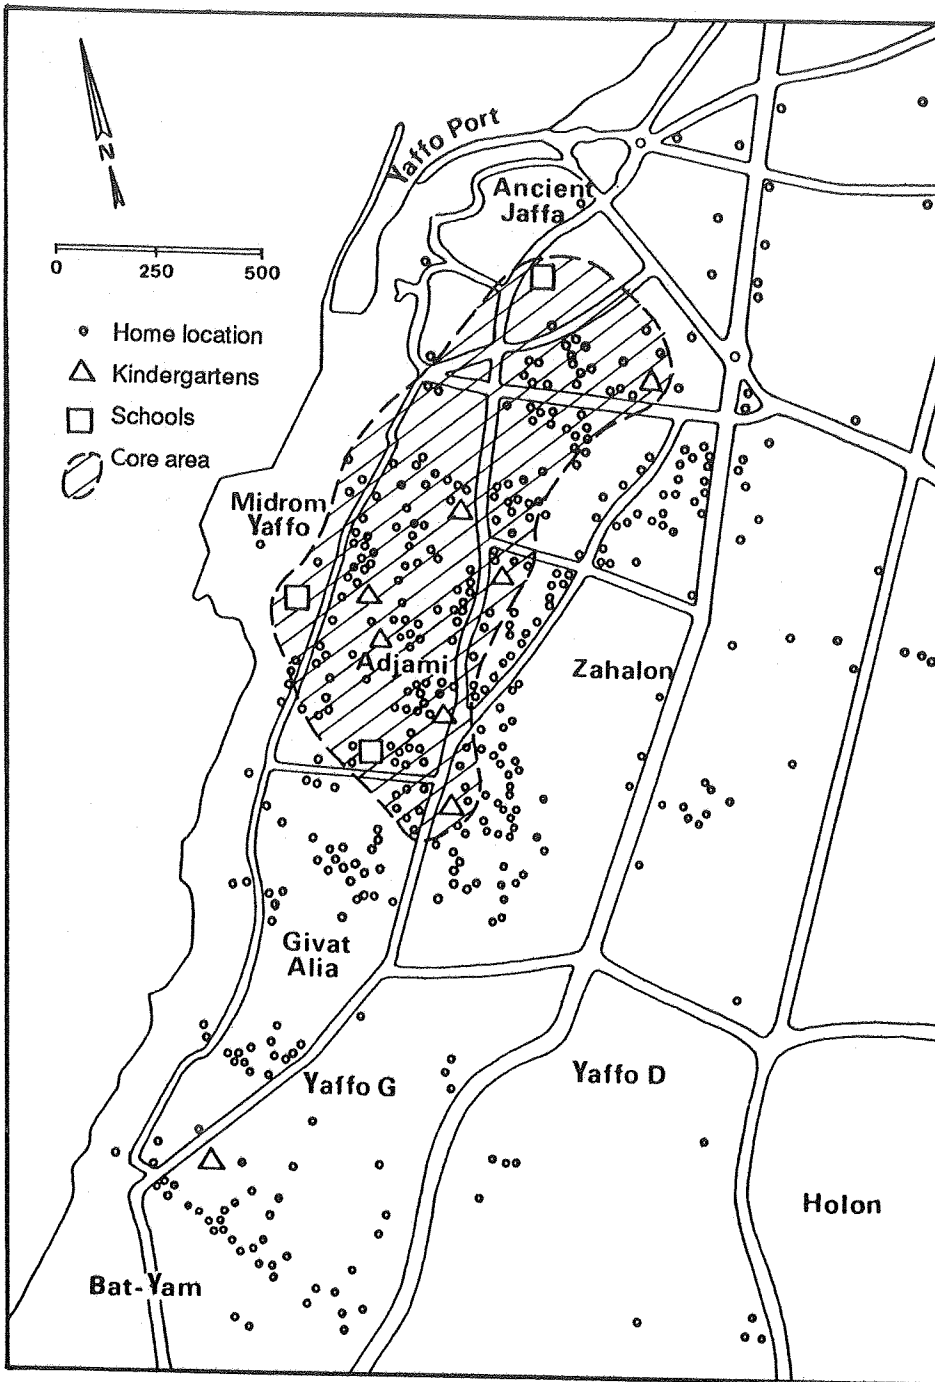 Yaffo Port
Ancient
Jaffa
N
0 250 500
Home location
Kindergartens
Schools
Core area
Midrom
Yaffo
Adjami
Zahalon
Givat
Alia
Yaffo G
Yaffo D
Holon
Bat-Yam